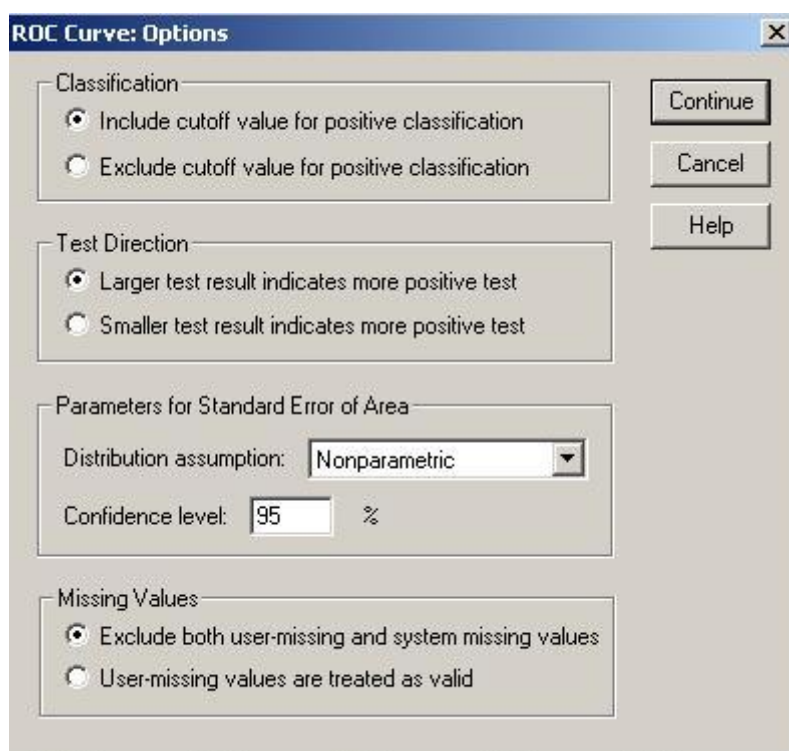 ROC Curve: Options
Classification
Include cutoff value for positive classification
Exclude cutoff value for positive classification
Continue
Cancel
Help
Test Direction
Larger test result indicates more positive test
Smaller test result indicates more positive test
Parameters for Standard Error of Area
Distribution assumption: Nonparametric
Confidence level: 95 %
Missing Values
Exclude both user-missing and system missing values
User-missing values are treated as valid